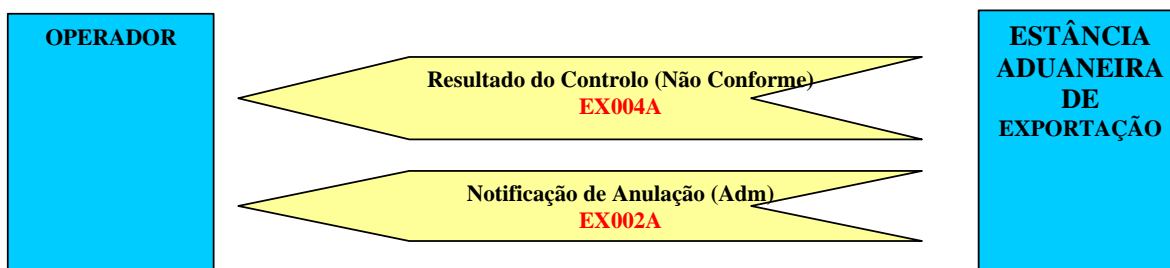 OPERADOR
Resultado do Controlo (Não Conforme)
EX004A
Notificação de Anulação (Adm)
EX002A
ESTÂNCIA
ADUANEIRA
DE
EXPORTAÇÃO